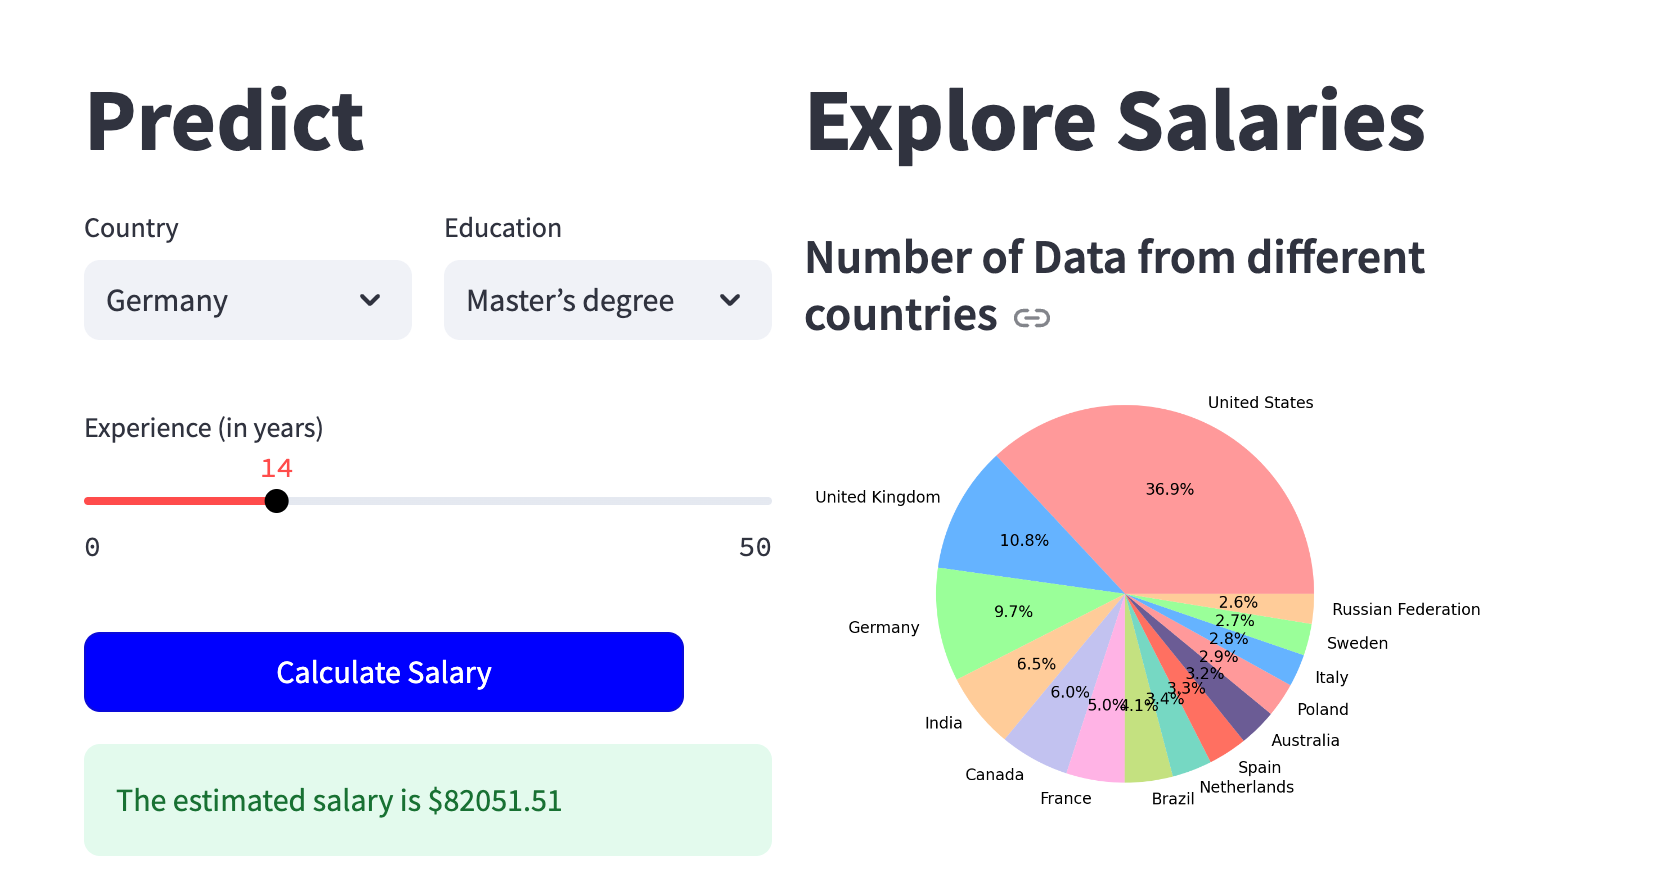 Predict
Country
Education
Germany
Master’s degree
Experience (in years)
14
0
50
Calculate Salary
The estimated salary is $82051.51
Explore Salaries
Number of Data from different
countries
United States
36.9%
United Kingdom
10.8%
Germany
9.7%
India
6.5%
Canada
6.0%
France
5.0%
Brazil
4.1%
Netherlands
3.4%
Spain
3.3%
Australia
3.2%
Poland
2.9%
Italy
2.8%
Sweden
2.7%
Russian Federation
2.6%